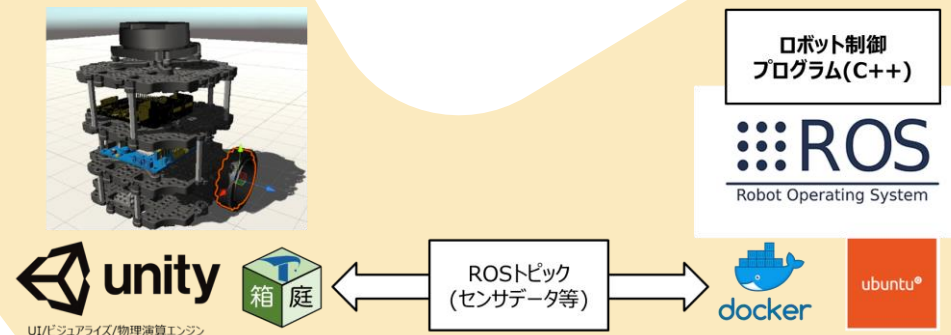 ロボット制御
プログラム(C++)
ROS
Robot Operating System
unity
箱庭
ROSトピック
(センサデータ等)
docker
ubuntu®
UI/ビジュアライズ/物理演算エンジン